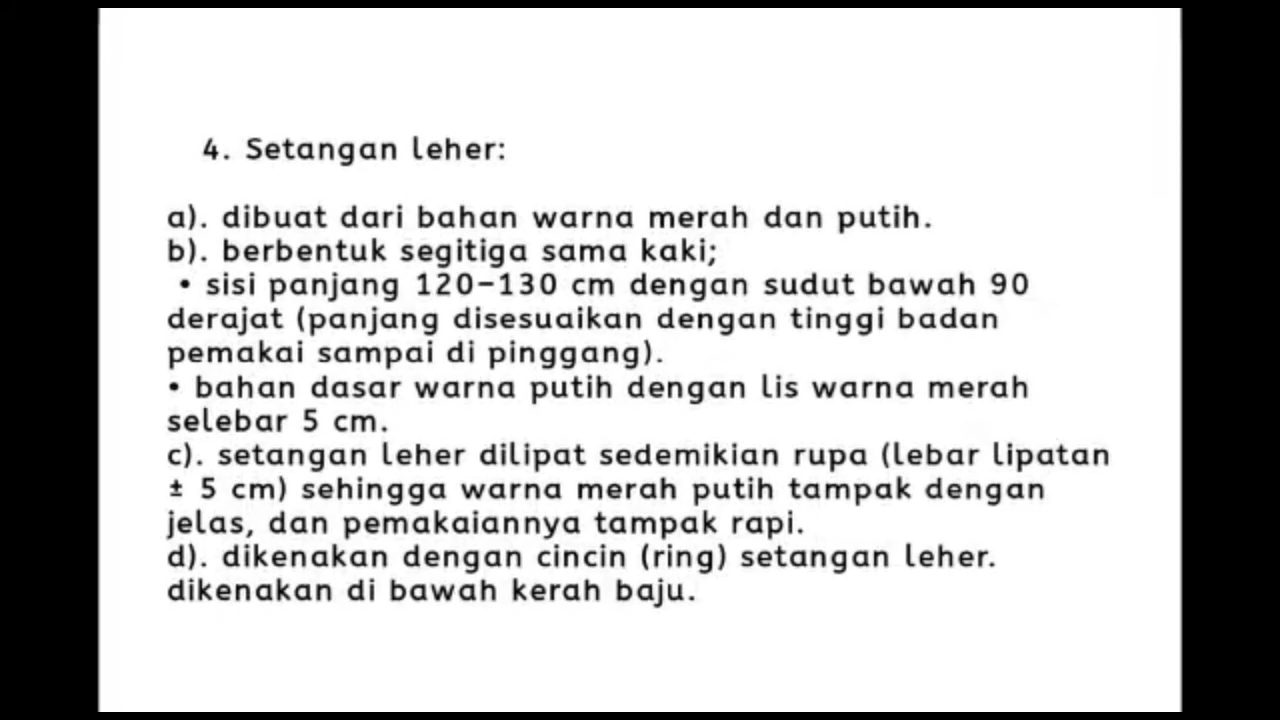 4. Setangan leher:
a). dibuat dari bahan warna merah dan putih.
b). berbentuk segitiga sama kaki;
• sisi panjang 120-130 cm dengan sudut bawah 90
derajat (panjang disesuaikan dengan tinggi badan
pemakai sampai di pinggang).
• bahan dasar warna putih dengan lis warna merah
selebar 5 cm.
c). setangan leher dilipat sedemikian rupa (lebar lipatan
± 5 cm) sehingga warna merah putih tampak dengan
jelas, dan pemakaiannya tampak rapi.
d). dikenakan dengan cincin (ring) setangan leher.
dikenakan di bawah kerah baju.